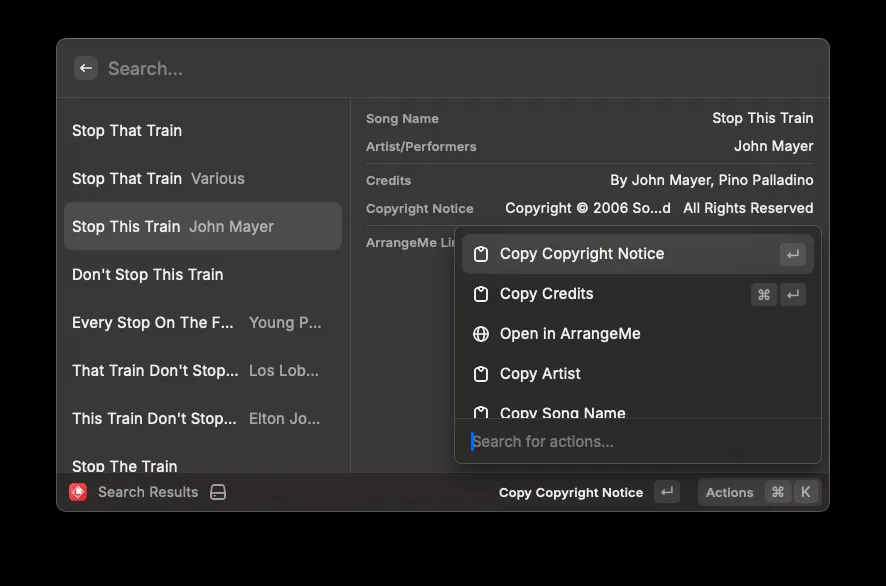 Search...
Stop That Train
Stop That Train Various
Stop This Train John Mayer
Don't Stop This Train
Every Stop On The F... Young P...
That Train Don't Stop... Los Lob...
This Train Don't Stop... Elton Jo...
Stop The Train
Song Name Stop This Train
Artist/Performers John Mayer
Credits By John Mayer, Pino Palladino
Copyright Notice Copyright © 2006 So...d All Rights Reserved
ArrangeMe Li
Copy Copyright Notice ↵
Copy Credits ⌘ ↵
Open in ArrangeMe
Copy Artist
Copy Song Name
Search for actions...
Search Results Copy Copyright Notice ↵ Actions ⌘ K